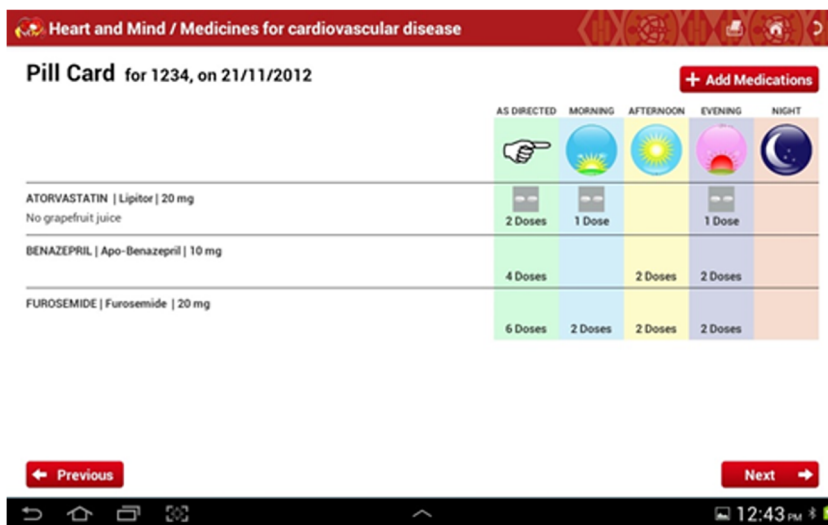 Heart and Mind / Medicines for cardiovascular disease
Pill Card for 1234, on 21/11/2012
+ Add Medications
AS DIRECTED MORNING AFTERNOON EVENING NIGHT
ATORVASTATIN | Lipitor | 20 mg
No grapefruit juice
2 Doses 1 Dose 1 Dose
BENAZEPRIL | Apo-Benazepril | 10 mg
4 Doses 2 Doses 2 Doses
FUROSEMIDE | Furosemide | 20 mg
6 Doses 2 Doses 2 Doses 2 Doses
Previous Next
12:43 PM